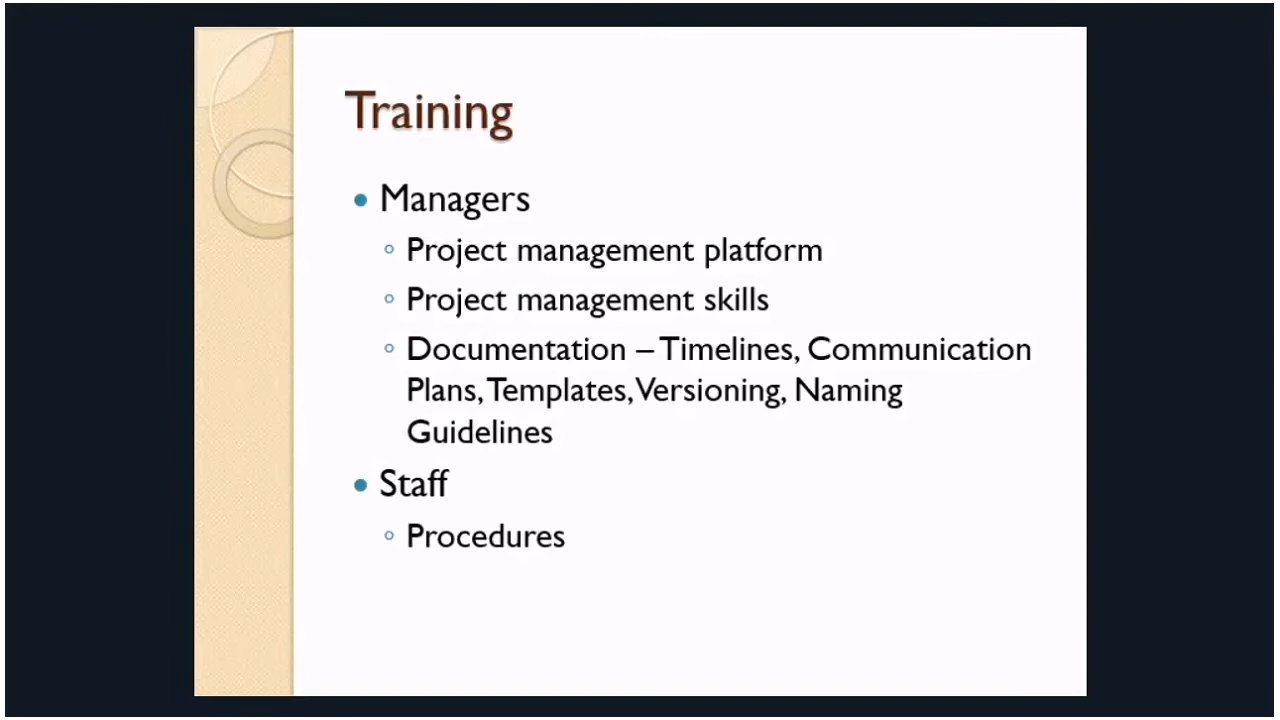 Training
Managers
Project management platform
Project management skills
Documentation – Timelines, Communication
Plans, Templates, Versioning, Naming
Guidelines
Staff
Procedures